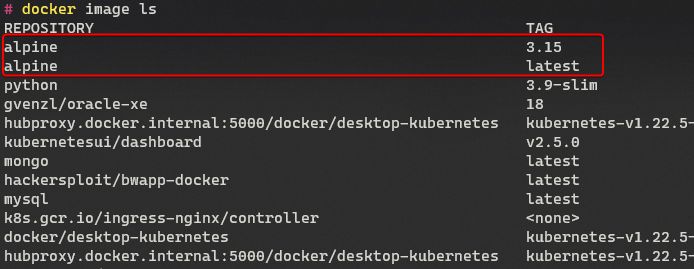 # docker image ls
REPOSITORY TAG
alpine 3.15
alpine latest
python 3.9-slim
gvenzl/oracle-xe 18
hubproxy.docker.internal:5000/docker/desktop-kubernetes kubernetes-v1.22.5-
kubernetesui/dashboard v2.5.0
mongo latest
hackersploit/bwapp-docker latest
mysql latest
k8s.gcr.io/ingress-nginx/controller <none>
docker/desktop-kubernetes kubernetes-v1.22.5-
hubproxy.docker.internal:5000/docker/desktop-kubernetes kubernetes-v1.22.5-